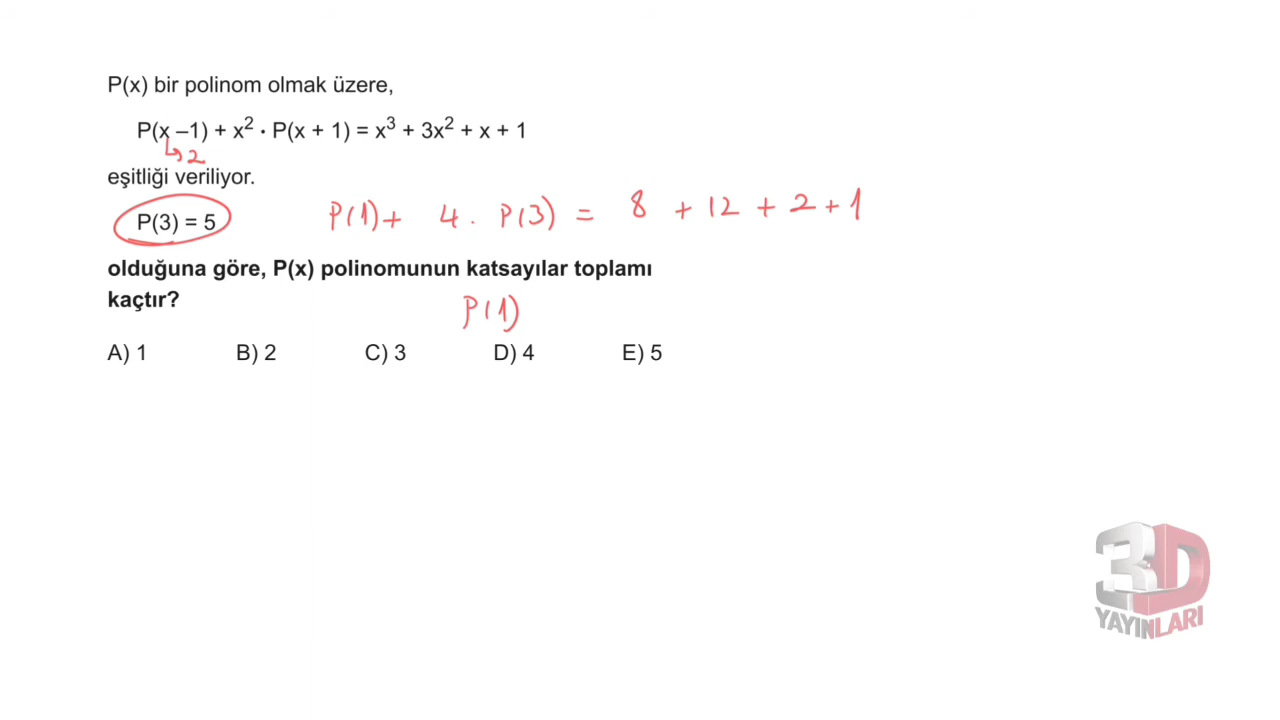 P(x) bir polinom olmak üzere,
P(x –1) + x² · P(x + 1) = x³ + 3x² + x + 1
↳ 2
eşitliği veriliyor.
P(3) = 5
P(1) + 4 · P(3) = 8 + 12 + 2 + 1
olduğuna göre, P(x) polinomunun katsayılar toplamı
kaçtır?
P(1)
A) 1 B) 2 C) 3 D) 4 E) 5
3D
YAYINLARI